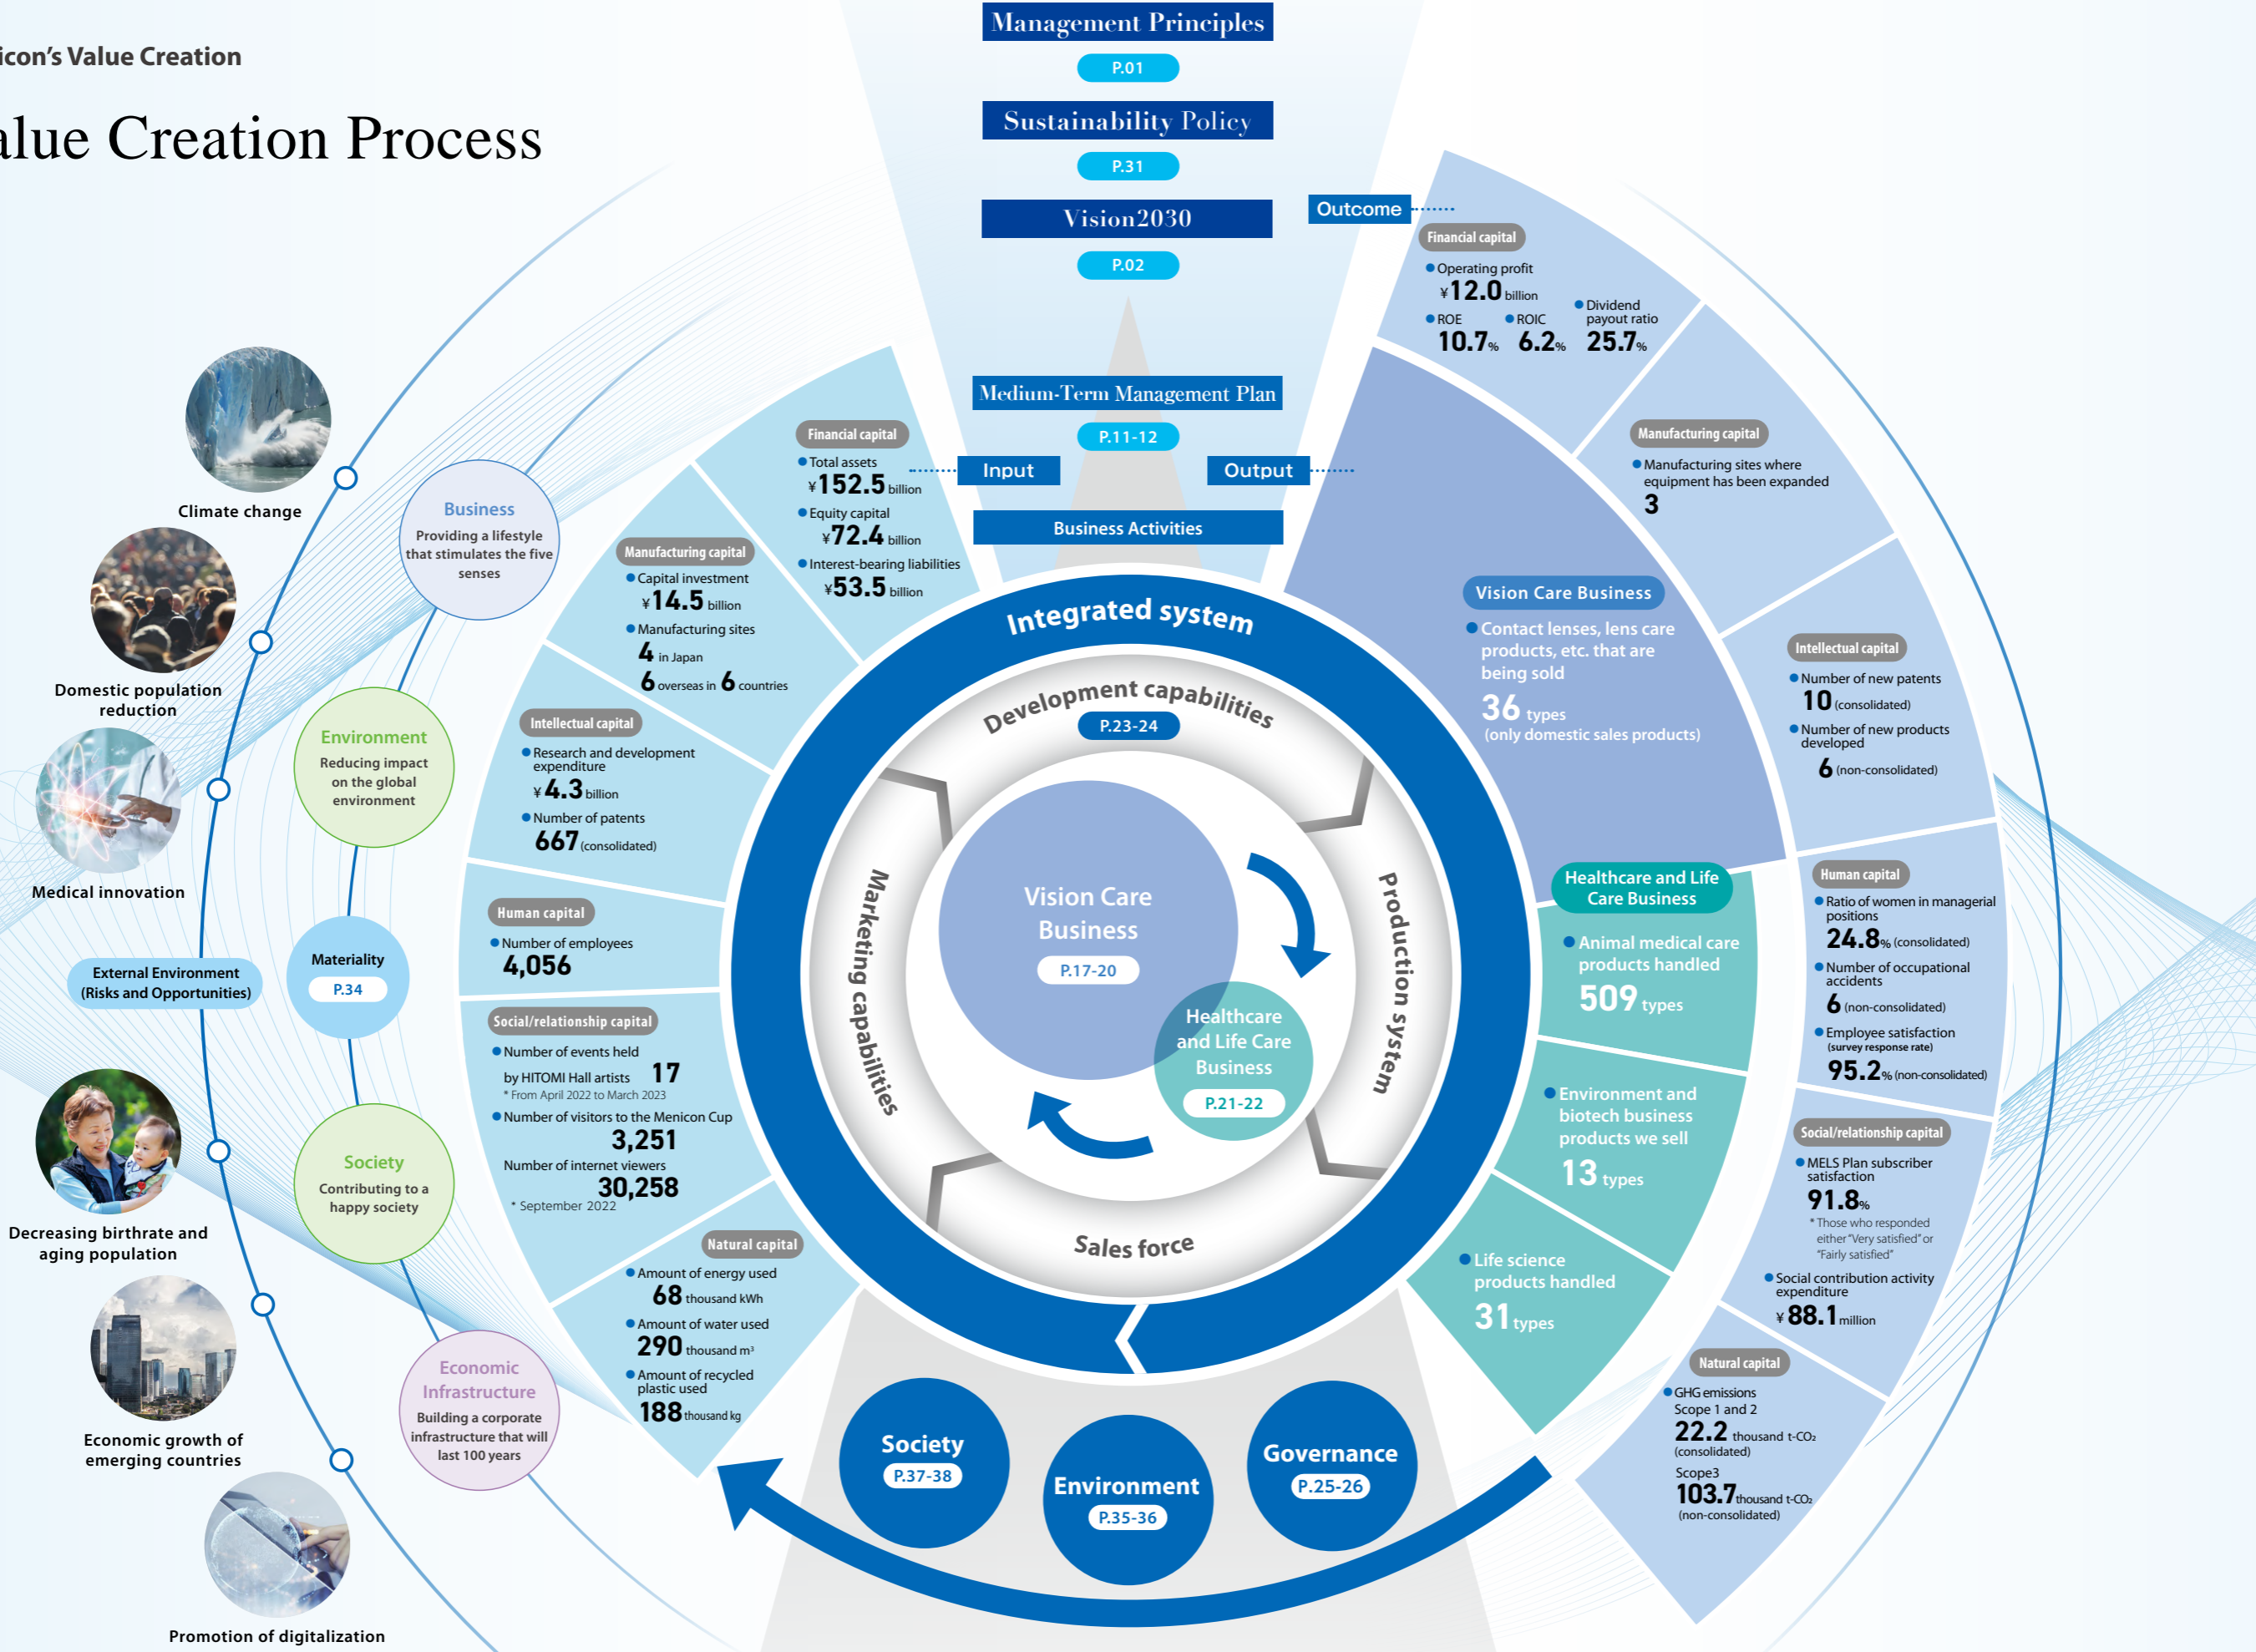 icon's Value Creation
alue Creation Process
Management Principles
P.01
Sustainability Policy
P.31
Vision2030
P.02
Medium-Term Management Plan
P.11-12
Input
Output
Business Activities
Outcome
Climate change
Domestic population
reduction
Medical innovation
External Environment
(Risks and Opportunities)
Decreasing birthrate and
aging population
Economic growth of
emerging countries
Promotion of digitalization
Business
Providing a lifestyle
that stimulates the five
senses
Environment
Reducing impact
on the global
environment
Materiality
P.34
Society
Contributing to a
happy society
Economic
Infrastructure
Building a corporate
infrastructure that will
last 100 years
Financial capital
Total assets
¥152.5 billion
Equity capital
¥72.4 billion
Interest-bearing liabilities
¥53.5 billion
Manufacturing capital
Capital investment
¥14.5 billion
Manufacturing sites
4 in Japan
6 overseas in 6 countries
Intellectual capital
Research and development
expenditure
¥4.3 billion
Number of patents
667 (consolidated)
Human capital
Number of employees
4,056
Social/relationship capital
Number of events held
by HITOMI Hall artists 17
* From April 2022 to March 2023
Number of visitors to the Menicon Cup
3,251
Number of internet viewers
30,258
* September 2022
Natural capital
Amount of energy used
68 thousand kWh
Amount of water used
290 thousand m³
Amount of recycled
plastic used
188 thousand kg
Integrated system
Development capabilities
P.23-24
Production system
Sales force
Marketing capabilities
Vision Care
Business
P.17-20
Healthcare
and Life Care
Business
P.21-22
Society
P.37-38
Environment
P.35-36
Governance
P.25-26
Vision Care Business
Contact lenses, lens care
products, etc. that are
being sold
36 types
(only domestic sales products)
Healthcare and Life
Care Business
Animal medical care
products handled
509 types
Environment and
biotech business
products we sell
13 types
Life science
products handled
31 types
Financial capital
Operating profit
¥12.0 billion
ROE
10.7%
ROIC
6.2%
Dividend
payout ratio
25.7%
Manufacturing capital
Manufacturing sites where
equipment has been expanded
3
Intellectual capital
Number of new patents
10 (consolidated)
Number of new products
developed
6 (non-consolidated)
Human capital
Ratio of women in managerial
positions
24.8% (consolidated)
Number of occupational
accidents
6 (non-consolidated)
Employee satisfaction
(survey response rate)
95.2% (non-consolidated)
Social/relationship capital
MELS Plan subscriber
satisfaction
91.8%
* Those who responded
either "Very satisfied" or
"Fairly satisfied"
Social contribution activity
expenditure
¥88.1 million
Natural capital
GHG emissions
Scope 1 and 2
22.2 thousand t-CO₂
(consolidated)
Scope3
103.7 thousand t-CO₂
(non-consolidated)